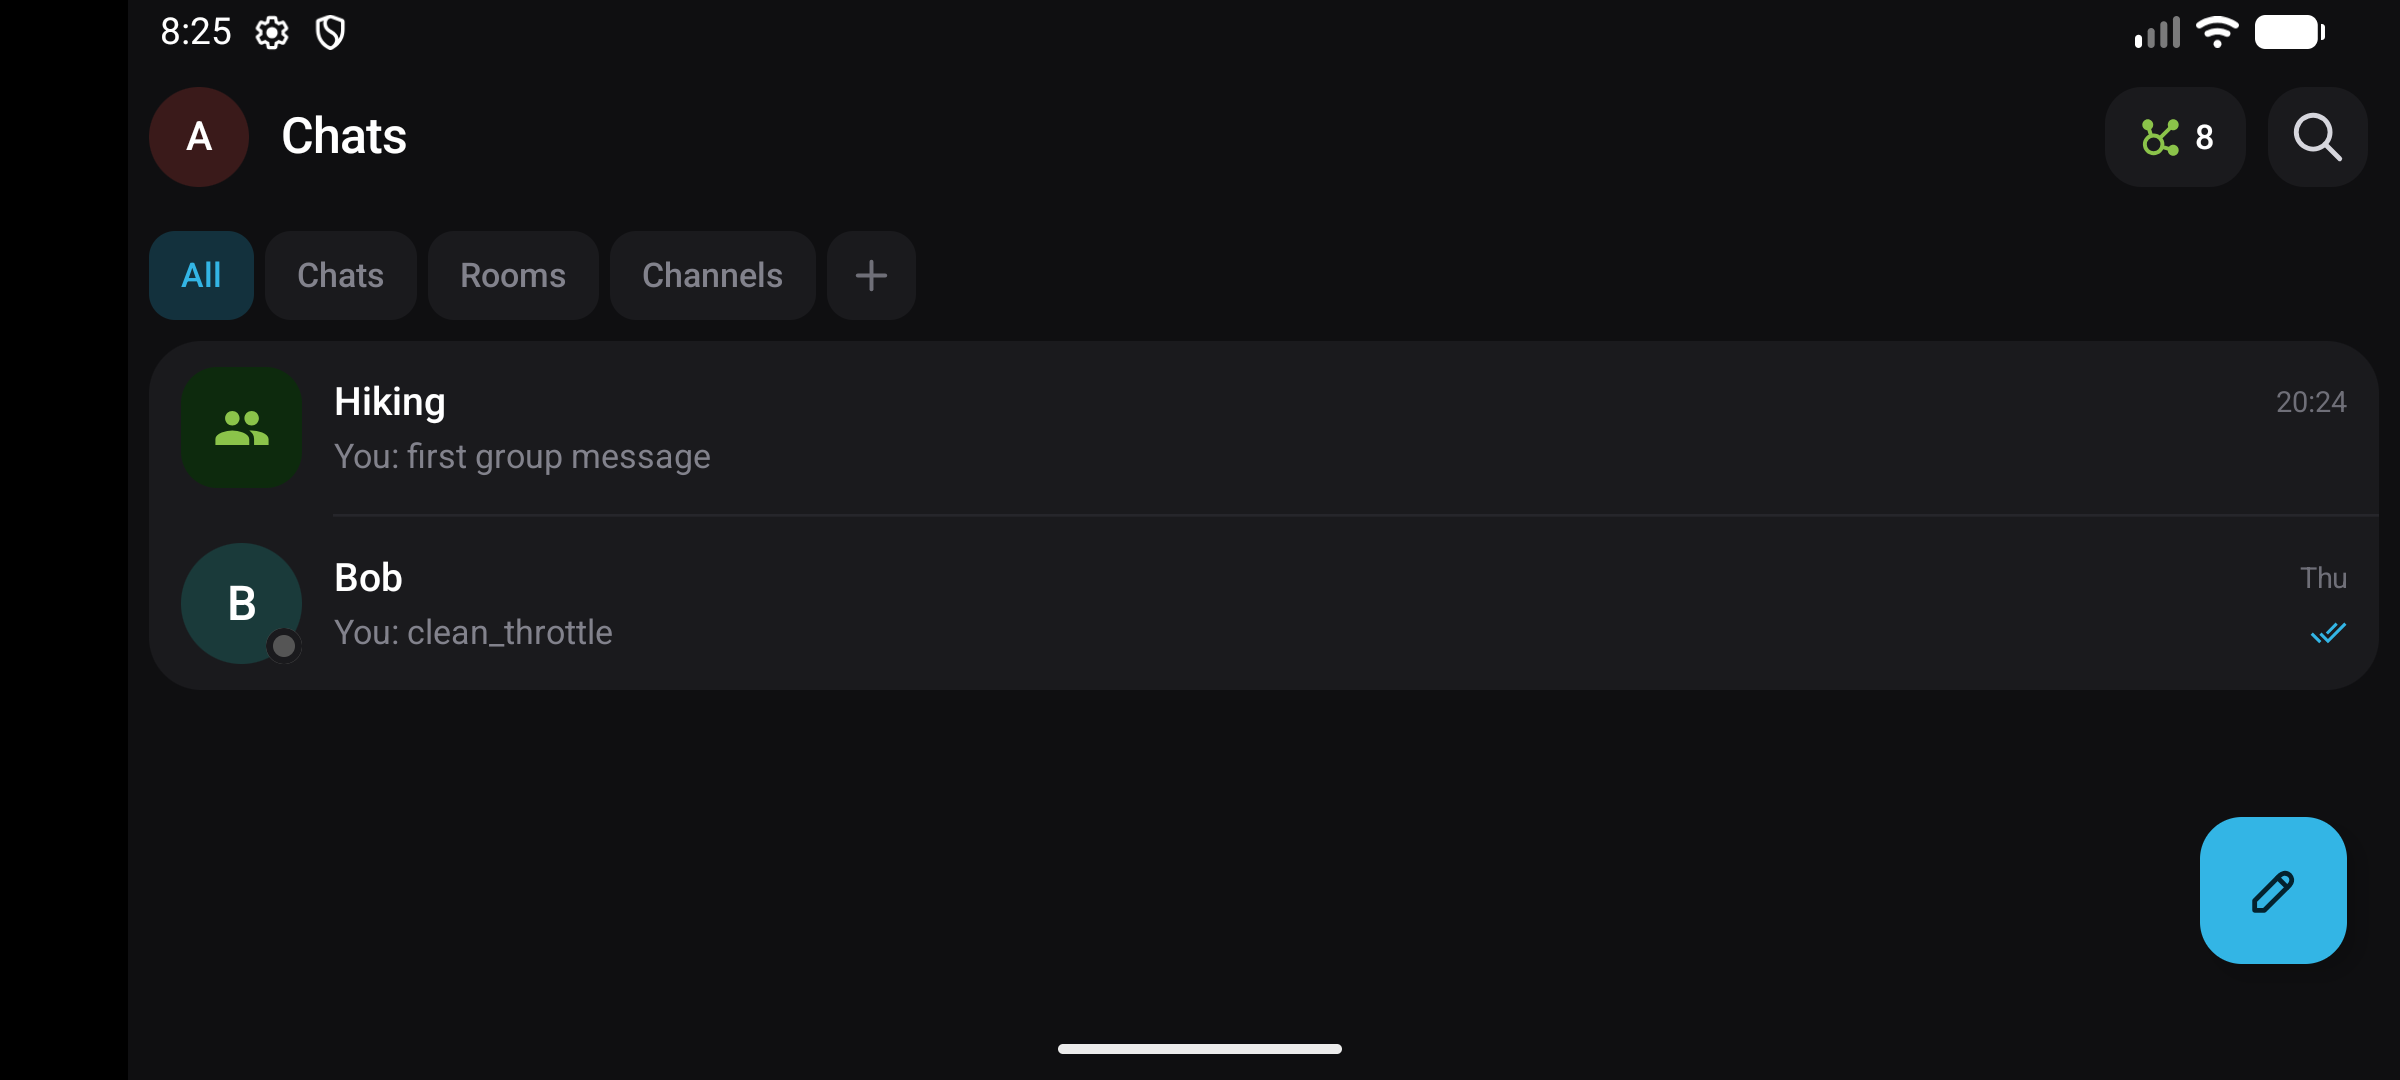 8:25
A
Chats
8
All
Chats
Rooms
Channels
Hiking
20:24
You: first group message
B
Bob
Thu
You: clean_throttle